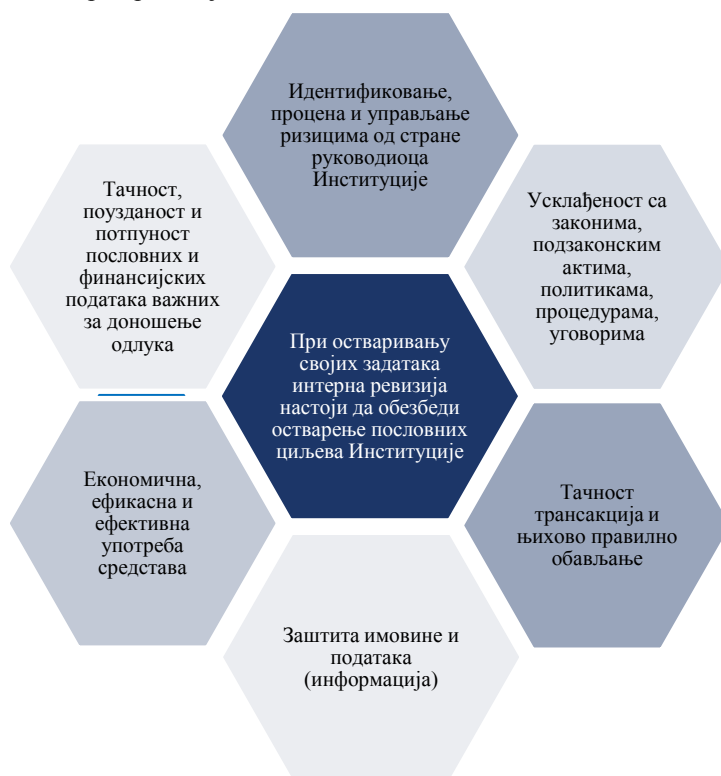 Идентификовање,
процена и управљање
ризицима од стране
руководиоца
Институције
Тачност,
поузданост и
потпуност
пословних и
финансијских
података важних
за доношење
одлука
Усклађеност са
законима,
подзаконским
актима,
политикама,
процедурама,
уговорима
При остваривању
својих задатака
интерна ревизија
настоји да обезбеди
остварење пословних
циљева Институције
Економична,
ефикасна и
ефективна
употреба
средстава
Тачност
трансакција и
њихово правилно
обављање
Заштита имовине и
података
(информација)